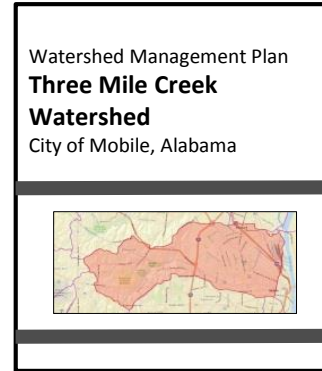 Watershed Management Plan
Three Mile Creek
Watershed
City of Mobile, Alabama